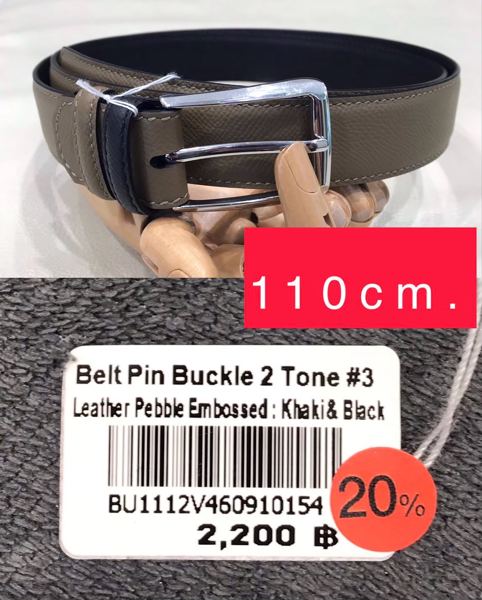 110cm.
Belt Pin Buckle 2 Tone #3
Leather Pebble Embossed : Khaki & Black
BU1112V460910154
20%
2,200 ฿